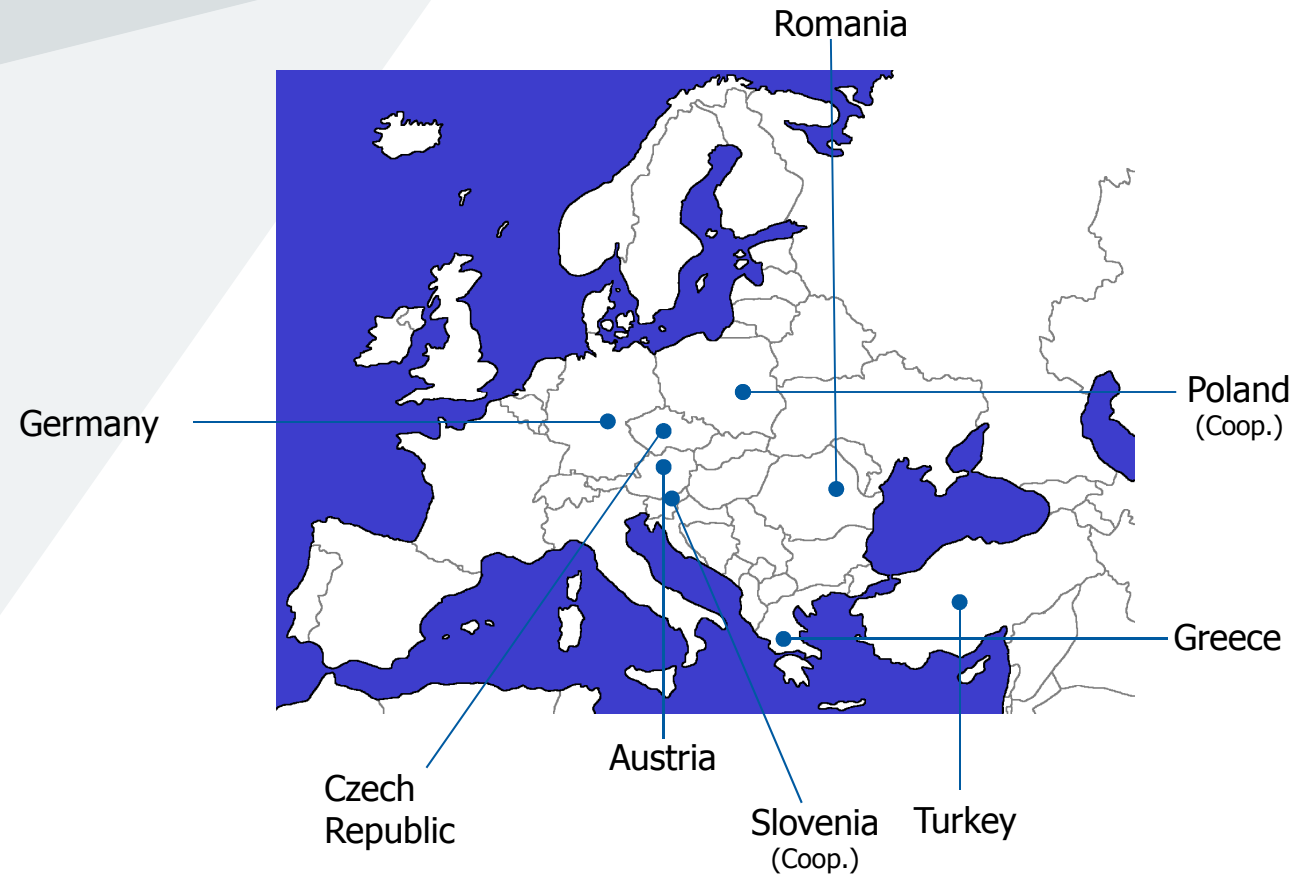 Romania
Poland
(Coop.)
Germany
Greece
Austria
Czech
Republic
Slovenia
(Coop.)
Turkey